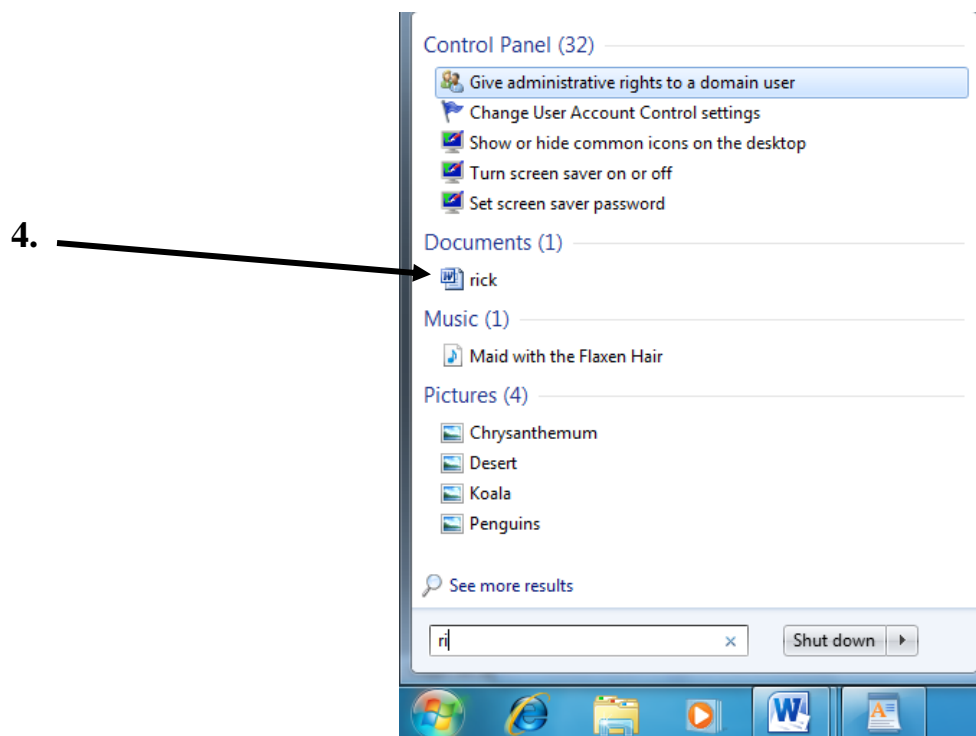 Control Panel (32)
Give administrative rights to a domain user
Change User Account Control settings
Show or hide common icons on the desktop
Turn screen saver on or off
Set screen saver password
4.
Documents (1)
rick
Music (1)
Maid with the Flaxen Hair
Pictures (4)
Chrysanthemum
Desert
Koala
Penguins
See more results
ri
Shut down